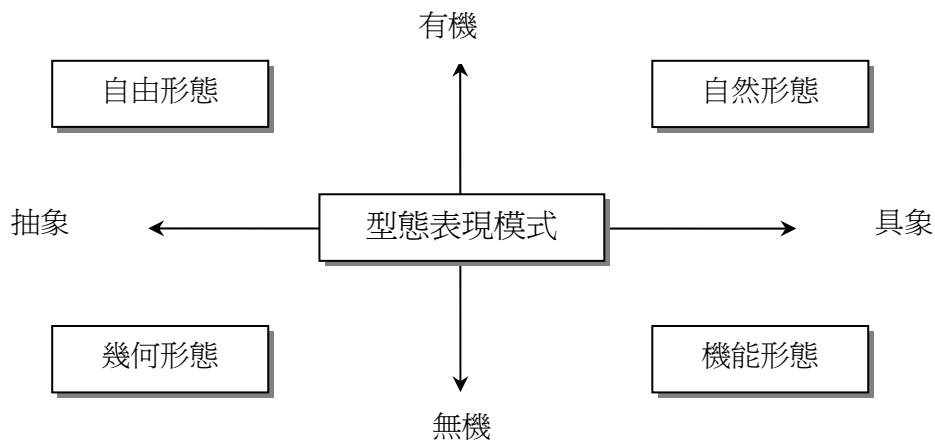 有機
自由形態
自然形態
抽象
型態表現模式
具象
幾何形態
機能形態
無機